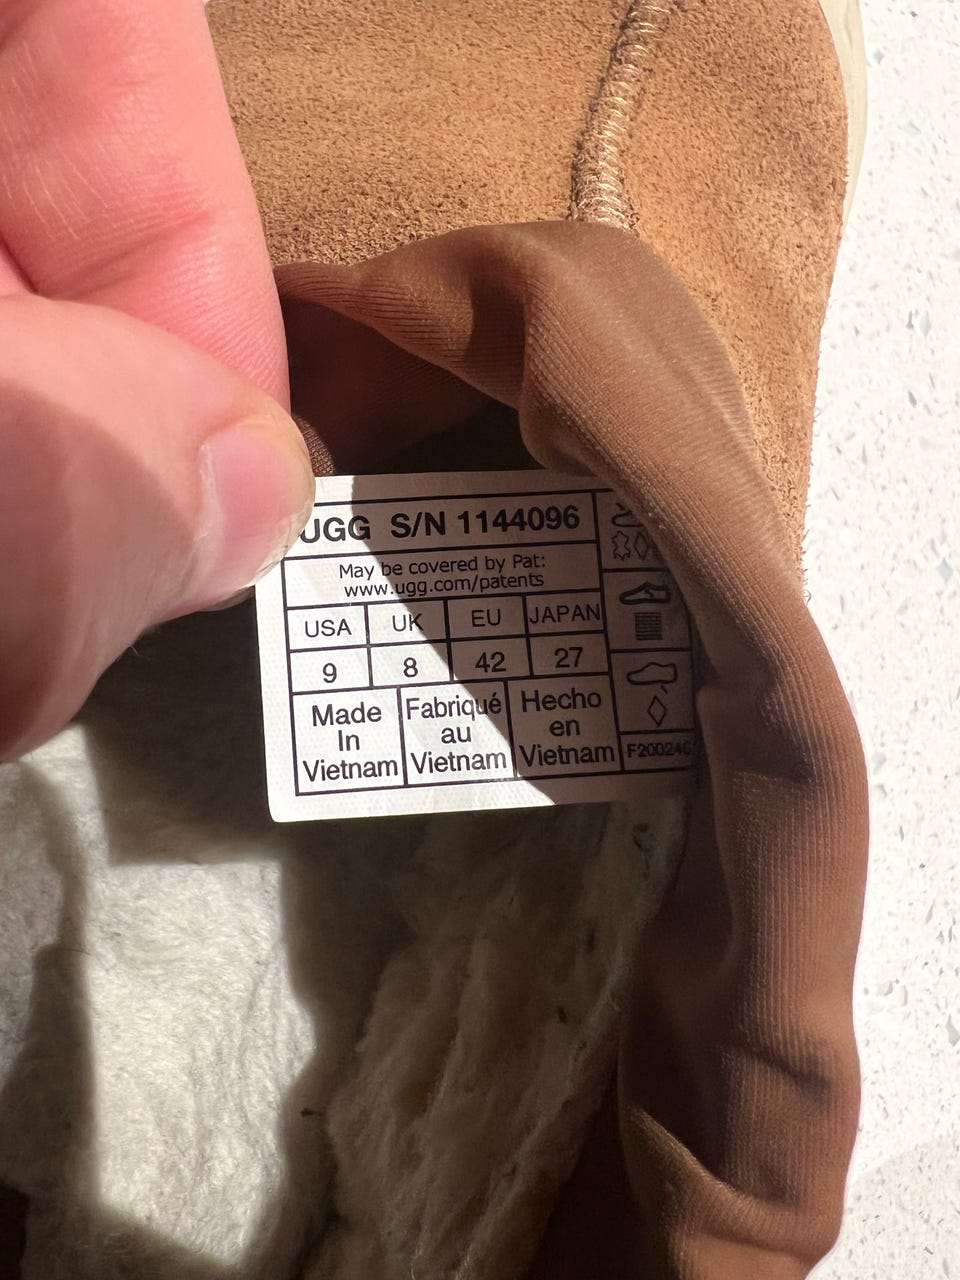 UGG S/N 1144096
May be covered by Pat:
www.ugg.com/patents
USA UK EU JAPAN
9 8 42 27
Made In Vietnam
Fabriqué au Vietnam
Hecho en Vietnam